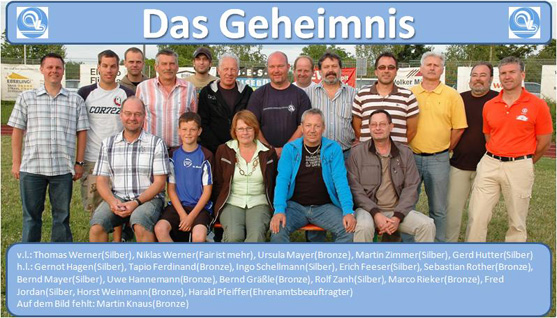 Das Geheimnis
v.l.: Thomas Werner(Silber), Niklas Werner(Fair ist mehr), Ursula Mayer(Bronze), Martin Zimmer(Silber), Gerd Hutter(Silber)
h.l.: Gernot Hagen(Silber), Tapio Ferdinand(Bronze), Ingo Schellmann(Silber), Erich Feeser(Silber), Sebastian Rother(Bronze),
Bernd Mayer(Silber), Uwe Hannemann(Bronze), Bernd Gräßle(Bronze), Rolf Zanh(Silber), Marco Rieker(Bronze), Fred
Jordan(Silber, Horst Weinmann(Bronze), Harald Pfeiffer(Ehrenamtsbeauftragter)
Auf dem Bild fehlt: Martin Knaus(Bronze)